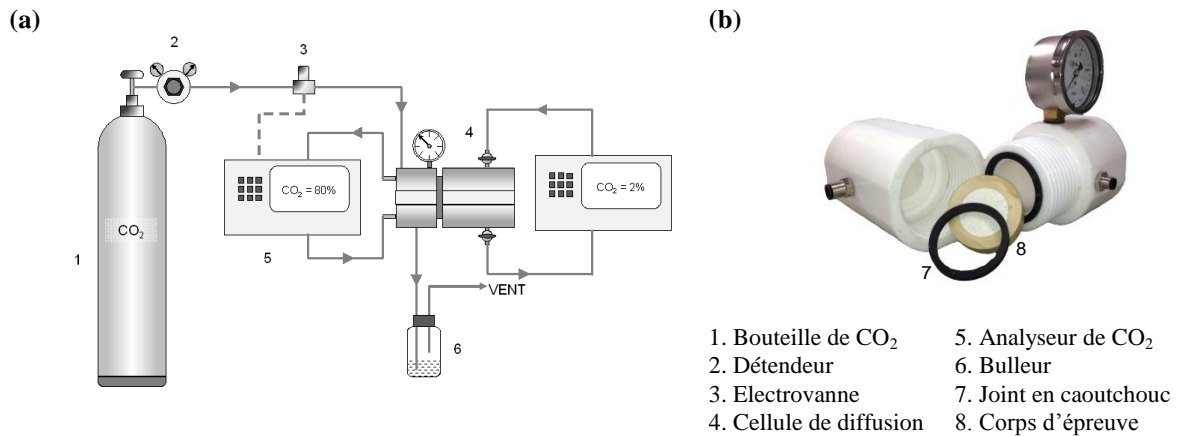 (a)
2
3
4
CO2 = 80%
CO2 = 2%
CO2
1
5
VENT
6
(b)
7
8
1. Bouteille de CO2
2. Détendeur
3. Electrovanne
4. Cellule de diffusion
5. Analyseur de CO2
6. Bulleur
7. Joint en caoutchouc
8. Corps d'épreuve